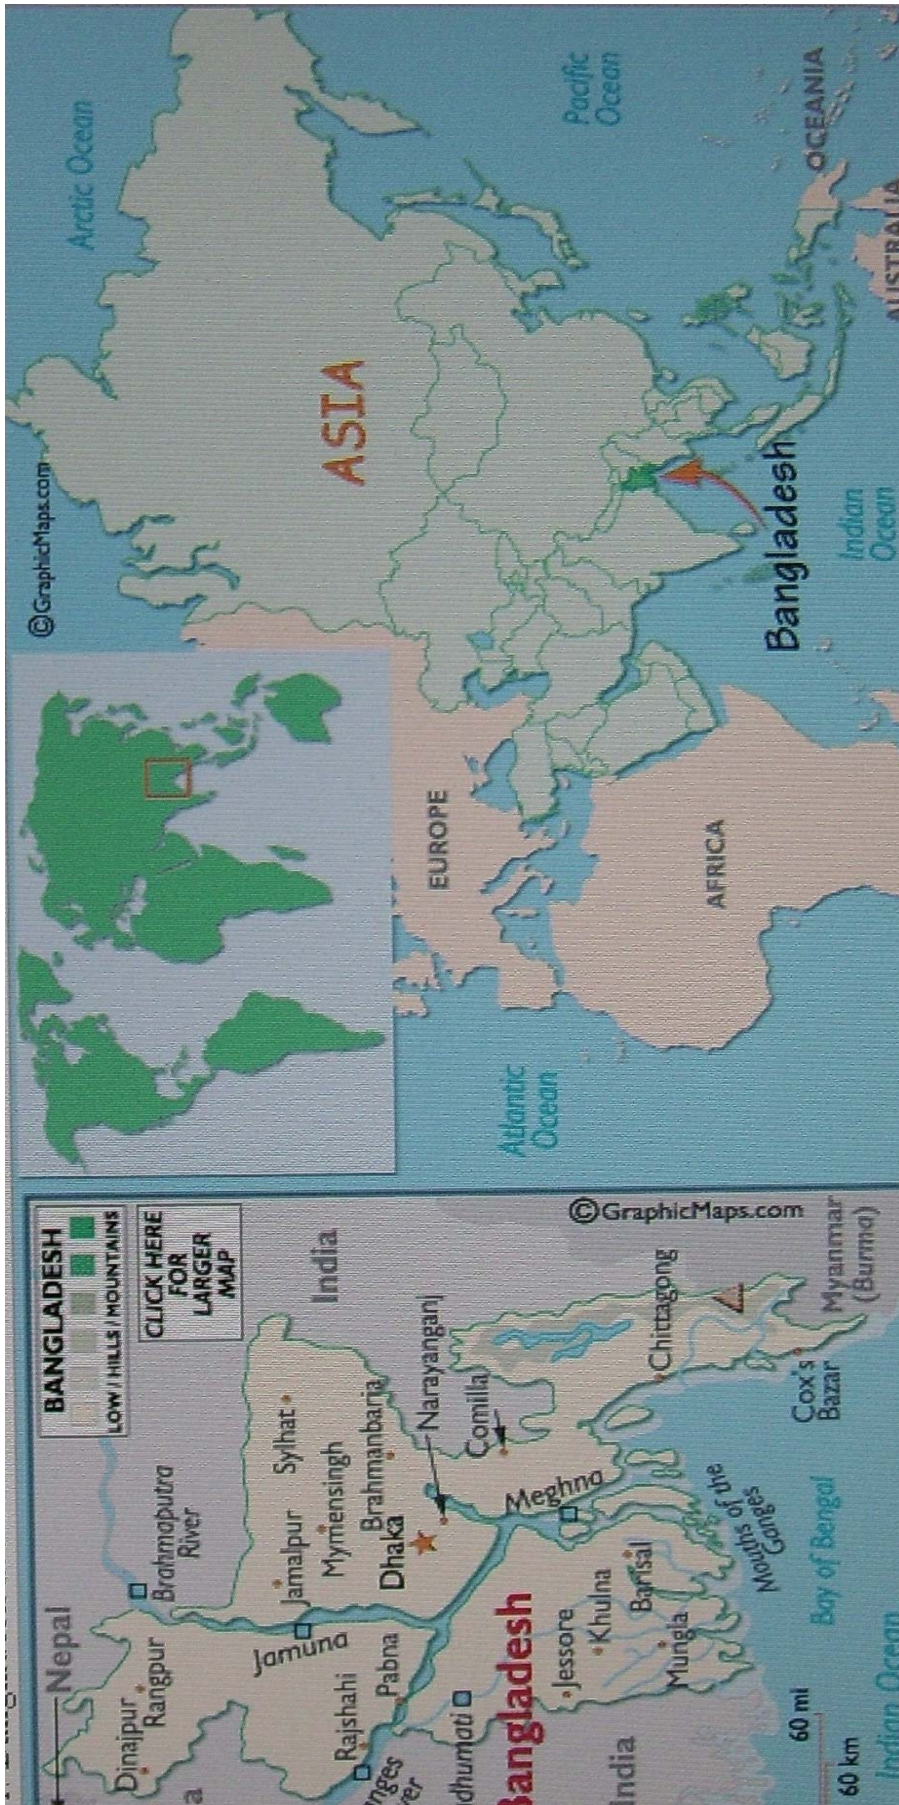 BANGLADESH
LOW / HILLS / MOUNTAINS
CLICK HERE
FOR
LARGER
MAP
Nepal
Dinajpur
Rangpur
Brahmaputra
River
India
Jamalpur
Sylhat
Mymensingh
Jamuna
Brahmanbaria
Rajshahi
Pabna
Dhaka
Narayanganj
Comilla
Meghna
Bangladesh
Jessore
Khulna
Barisal
Mungla
Chittagong
India
Mouths of the
Ganges
Cox's
Bazar
Myanmar
(Burma)
Bay of Bengal
60 mi
60 km
Indian Ocean
©GraphicMaps.com
©GraphicMaps.com
Arctic Ocean
ASIA
EUROPE
Atlantic
Ocean
Pacific
Ocean
AFRICA
Bangladesh
Indian
Ocean
OCEANIA
AUSTRALIA